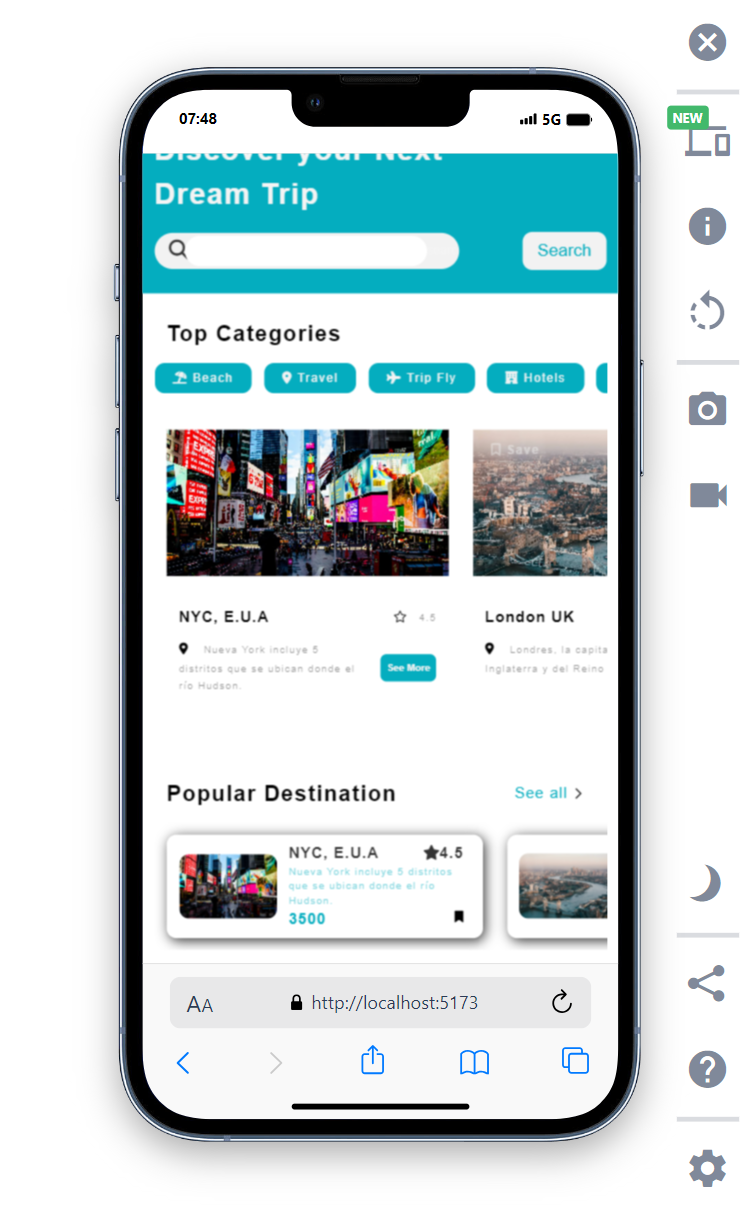 07:48 5G
NEW
Discover your Next
Dream Trip
Search
Top Categories
Beach Travel Trip Fly Hotels
Save
NYC, E.U.A 4.5 London UK
Nueva York incluye 5 Londres, la capita
distritos que se ubican donde el See More Inglaterra y del Reino
río Hudson.
Popular Destination See all >
NYC, E.U.A 4.5
Nueva York incluye 5 distritos
que se ubican donde el río
Hudson.
3500
AA http://localhost:5173